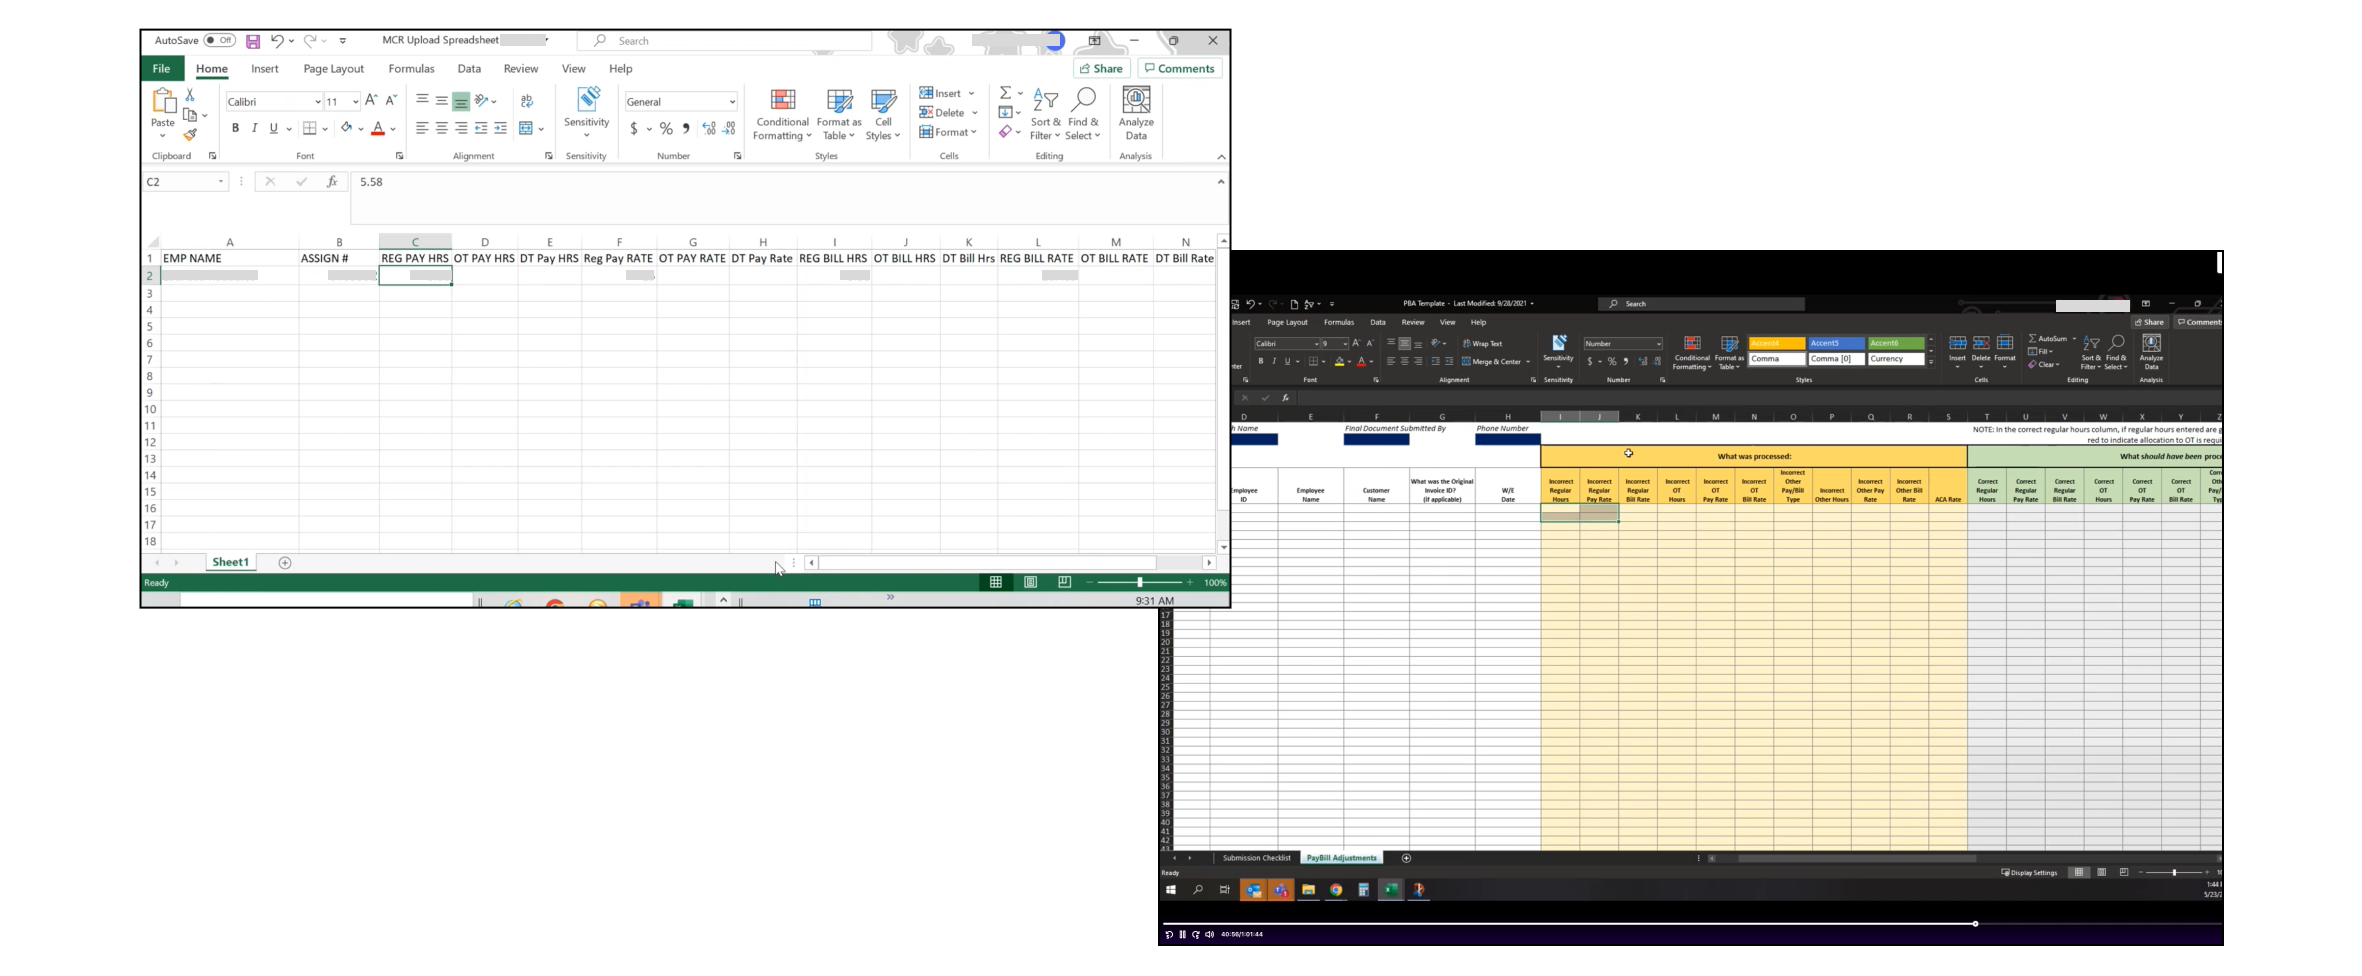 AutoSave Off MCR Upload Spreadsheet Search
File Home Insert Page Layout Formulas Data Review View Help Share Comments
Calibri 11 General Insert
Paste B I U Sensitivity $ % Conditional Formatting Format as Table Cell Styles Delete Format Sort & Filter Find & Select Analyze Data
Clipboard Font Alignment Sensitivity Number Styles Cells Editing Analysis
C2 fx 5.58
A B C D E F G H I J K L M N
1 EMP NAME ASSIGN # REG PAY HRS OT PAY HRS DT Pay HRS Reg Pay RATE OT PAY RATE DT Pay Rate REG BILL HRS OT BILL HRS DT Bill Hrs REG BILL RATE OT BILL RATE DT Bill Rate
2
3
4
5
6
7
8
9
10
11
12
13
14
15
16
17
18
Sheet1
Ready 100%
9:31 AM
PBA Template - Last Modified: 9/28/2021 Search
Insert Page Layout Formulas Data Review View Help Share Comment
Calibri 9 Wrap Text Number Accent4 Accent5 Accent6 AutoSum
B I U Merge & Center Sensitivity $ % Conditional Formatting Format as Table Comma Comma [0] Currency Insert Delete Format Fill Clear Sort & Filter Find & Select Analyze Data
Font Alignment Sensitivity Number Styles Cells Editing Analysis
fx
D E F G H I J K L M N O P Q R S T U V W X Y Z
h Name Final Document Submitted By Phone Number NOTE: In the correct regular hours column, if regular hours entered are g
red to indicate allocation to OT is requi
What was processed: What should have been proce
Employee ID Employee Name Customer Name What was the Original Invoice ID? (if applicable) W/E Date Incorrect Regular Hours Incorrect Regular Pay Rate Incorrect Regular Bill Rate Incorrect OT Hours Incorrect OT Pay Rate Incorrect OT Bill Rate Incorrect Other Pay/Bill Type Incorrect Other Hours Incorrect Other Pay Rate Incorrect Other Bill Rate ACA Rate Correct Regular Hours Correct Regular Pay Rate Correct Regular Bill Rate Correct OT Hours Correct OT Pay Rate Correct OT Bill Rate
17
18
19
20
21
22
23
24
25
26
27
28
29
30
31
32
33
34
35
36
37
38
39
40
41
42
43
Submission Checklist PayBill Adjustments
Ready Display Settings
1:44
5/23/2
40:56/1:01:44